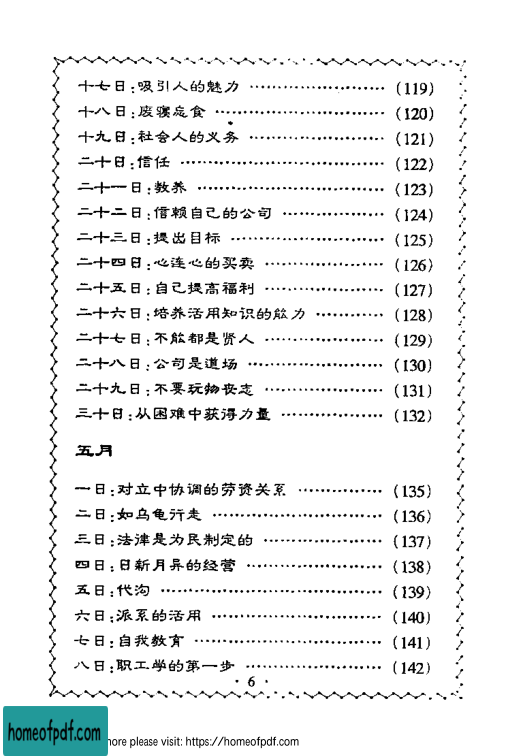 十七日:吸引人的魅力 ························ (119)
十八日:废寝忘食 ························ (120)
十九日:社会人的义务 ························ (121)
二十日:信任 ························ (122)
二十一日:教养 ························ (123)
二十二日:信赖自己的公司 ·················· (124)
二十三日:提出目标 ························ (125)
二十四日:心连心的买卖 ····················· (126)
二十五日:自己提高福利 ····················· (127)
二十六日:培养活用知识的能力 ··············· (128)
二十七日:不能都是贤人 ····················· (129)
二十八日:公司是道场 ························ (130)
二十九日:不要玩物丧志 ····················· (131)
三十日:从困难中获得力量 ·················· (132)
五月
一日:对立中协调的劳资关系 ··············· (135)
二日:如乌龟行走 ························ (136)
三日:法律是为民制定的 ····················· (137)
四日:日新月异的经营 ························ (138)
五日:代沟 ························ (139)
六日:派系的活用 ························ (140)
七日:自我教育 ························ (141)
八日:职工学的第一步 ························ (142)
· 6 ·
homeofpdf.com
more please visit: https://homeofpdf.com